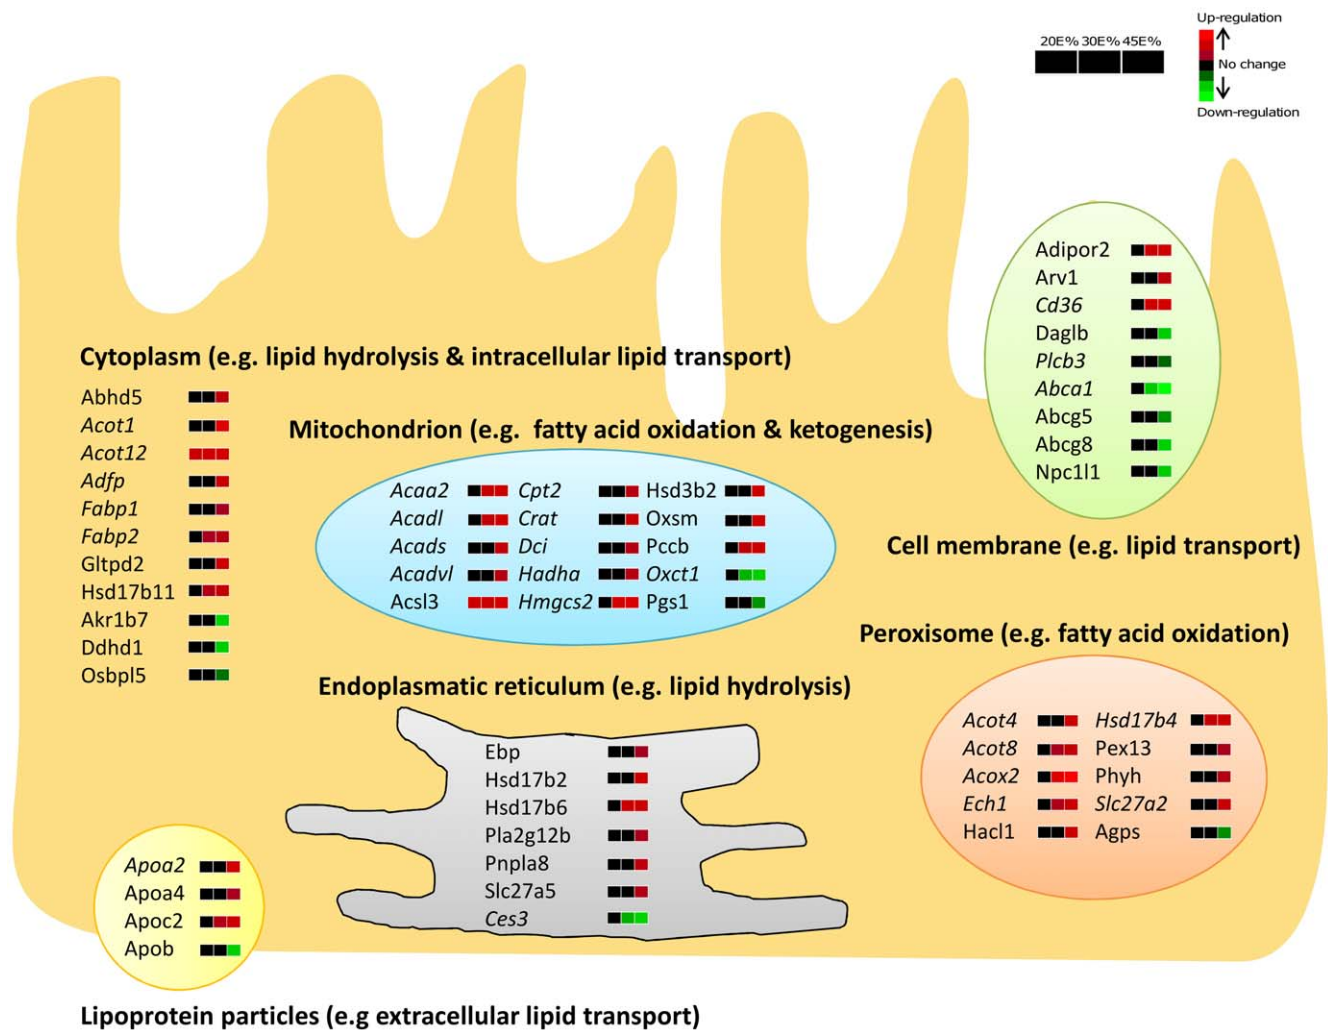 Up-regulation
20E% 30E% 45E%
No change
Down-regulation
Adipor2
Arv1
Cd36
Daglb
Plcb3
Abca1
Abcg5
Abcg8
Npc1l1
Cell membrane (e.g. lipid transport)
Cytoplasm (e.g. lipid hydrolysis & intracellular lipid transport)
Abhd5
Acot1
Acot12
Adfp
Fabp1
Fabp2
Gltpd2
Hsd17b11
Akr1b7
Ddhd1
Osbpl5
Mitochondrion (e.g. fatty acid oxidation & ketogenesis)
Acaa2 Cpt2 Hsd3b2
Acadl Crat Oxsm
Acads Dci Pccb
Acadvl Hadha Oxct1
Acsl3 Hmgcs2 Pgs1
Peroxisome (e.g. fatty acid oxidation)
Acot4 Hsd17b4
Acot8 Pex13
Acox2 Phyh
Ech1 Slc27a2
Hacl1 Agps
Endoplasmatic reticulum (e.g. lipid hydrolysis)
Ebp
Hsd17b2
Hsd17b6
Pla2g12b
Pnpla8
Slc27a5
Ces3
Apoa2
Apoa4
Apoc2
Apob
Lipoprotein particles (e.g extracellular lipid transport)